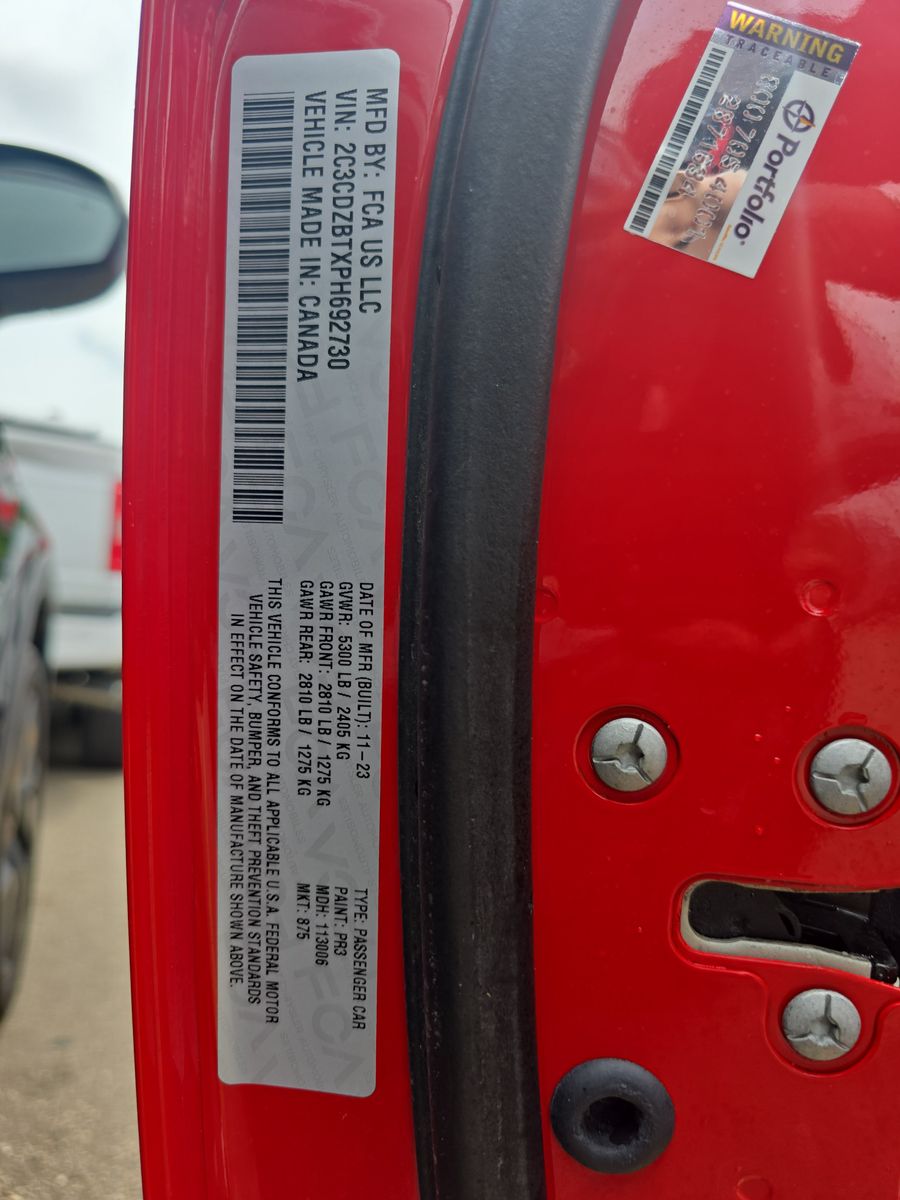 MFD BY: FCA US LLC
VIN: 2C3CDZBTXPH692730
VEHICLE MADE IN: CANADA
DATE OF MFR (BUILT): 11-23
GVWR: 5300 LB / 2405 KG
GAWR FRONT: 2810 LB / 1275 KG
GAWR REAR: 2810 LB / 1275 KG
TYPE: PASSENGER CAR
PAINT: PR3
MDH: 113006
MKT: 875
THIS VEHICLE CONFORMS TO ALL APPLICABLE U.S.A. FEDERAL MOTOR
VEHICLE SAFETY, BUMPER, AND THEFT PREVENTION STANDARDS
IN EFFECT ON THE DATE OF MANUFACTURE SHOWN ABOVE.
WARNING
TRACEABLE
Portfolio